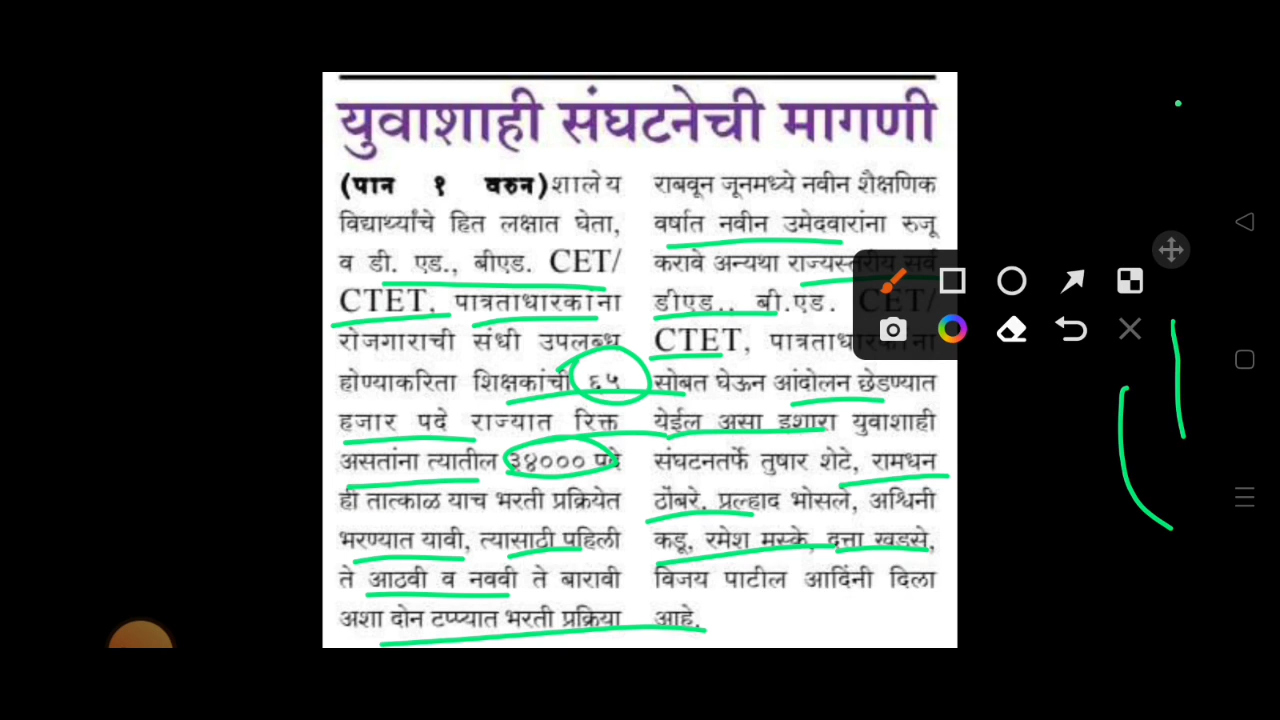 युवाशाही संघटनेची मागणी
(पान १ वरुन) शालेय
विद्यार्थ्यांचे हित लक्षात घेता,
व डी. एड., बीएड. CET/
CTET, पात्रताधारकांना
रोजगाराची संधी उपलब्ध
होण्याकरिता शिक्षकांची ६५
हजार पदे राज्यात रिक्त
असतांना त्यातील ३४००० पदे
ही तात्काळ याच भरती प्रक्रियेत
भरण्यात यावी, त्यासाठी पहिली
ते आठवी व नववी ते बारावी
अशा दोन टप्प्यात भरती प्रक्रिया
राबवून जूनमध्ये नवीन शैक्षणिक
वर्षात नवीन उमेदवारांना रुजू
करावे अन्यथा राज्यस्तरीय सर्व
डीएड.. बी.एड. CET/
CTET, पात्रताधारकांना
सोबत घेऊन आंदोलन छेडण्यात
येईल असा इशारा युवाशाही
संघटनतर्फे तुषार शेटे, रामधन
ठोंबरे. प्रल्हाद भोसले, अश्विनी
कडू, रमेश मस्के, दत्ता खडसे,
विजय पाटील आदिंनी दिला
आहे.